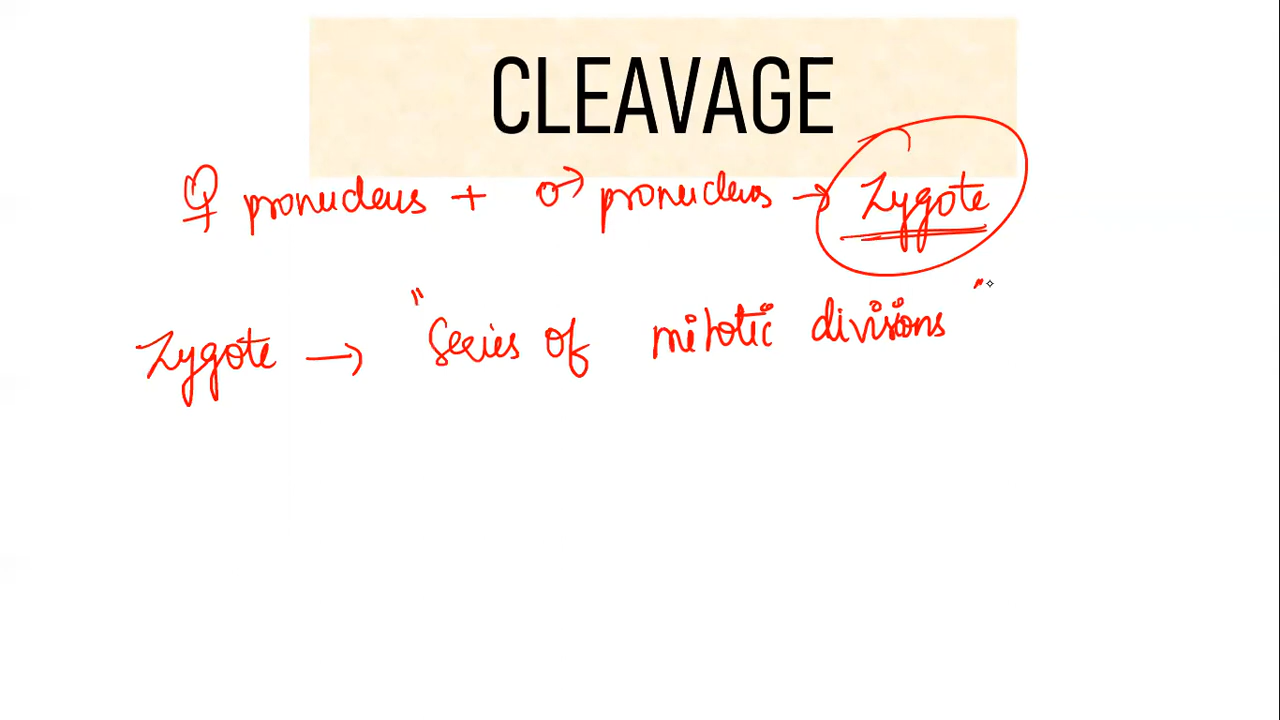 CLEAVAGE
♀ pronucleus + ♂ pronucleus → Zygote
Zygote → "Series of mitotic divisions"